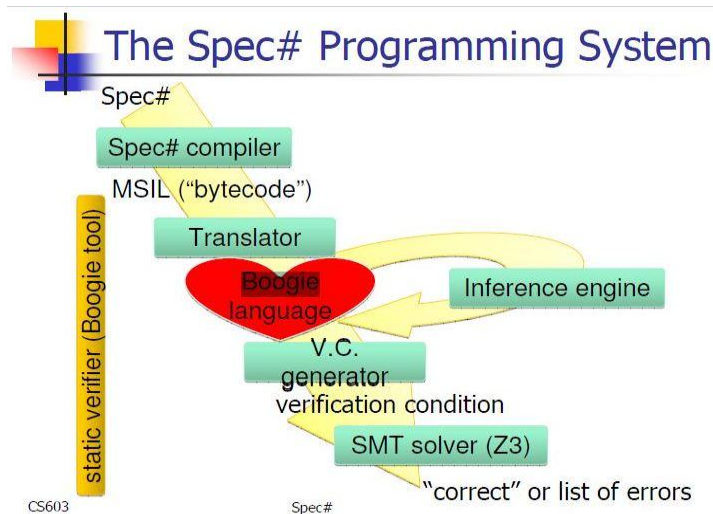 The Spec# Programming System
Spec#
Spec# compiler
MSIL (“bytecode”)
Translator
Boogie
language
Inference engine
V.C.
generator
verification condition
SMT solver (Z3)
“correct” or list of errors
static verifier (Boogie tool)
CS603
Spec#